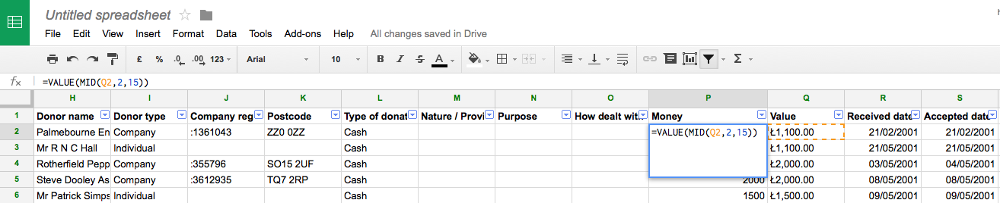 Untitled spreadsheet
File Edit View Insert Format Data Tools Add-ons Help All changes saved in Drive
£ % .0 .00 123 Arial 10 B I S A Σ
fx =VALUE(MID(Q2,2,15))
H I J K L M N O P Q R S
1 Donor name Donor type Company reg Postcode Type of donat Nature / Provi Purpose How dealt wit Money Value Received date Accepted date
2 Palmebourne En Company :1361043 ZZ0 0ZZ Cash =VALUE(MID(Q2,2,15)) Ł1,100.00 21/02/2001 21/02/2001
3 Mr R N C Hall Individual Cash Ł1,100.00 21/05/2001 21/05/2001
4 Rotherfield Pepp Company :355796 SO15 2UF Cash Ł2,000.00 03/05/2001 04/05/2001
5 Steve Dooley As Company :3612935 TQ7 2RP Cash 2000 Ł2,000.00 08/05/2001 08/05/2001
6 Mr Patrick Simps Individual Cash 1500 Ł1,500.00 09/05/2001 09/05/2001